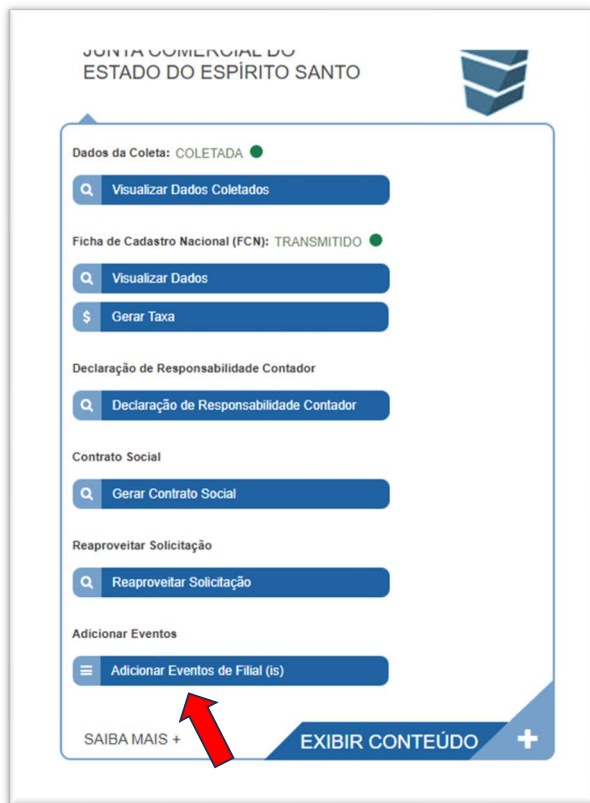 JUNTA COMERCIAL DO
ESTADO DO ESPÍRITO SANTO
Dados da Coleta: COLETADA
Visualizar Dados Coletados
Ficha de Cadastro Nacional (FCN): TRANSMITIDO
Visualizar Dados
$ Gerar Taxa
Declaração de Responsabilidade Contador
Declaração de Responsabilidade Contador
Contrato Social
Gerar Contrato Social
Reaproveitar Solicitação
Reaproveitar Solicitação
Adicionar Eventos
Adicionar Eventos de Filial (is)
SAIBA MAIS +
EXIBIR CONTEÚDO +